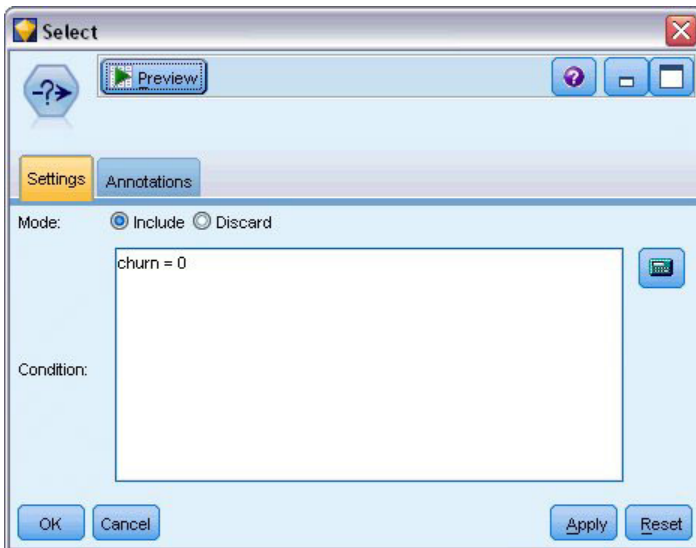 Select
Preview
Settings Annotations
Mode: Include Discard
churn = 0
Condition:
OK Cancel Apply Reset